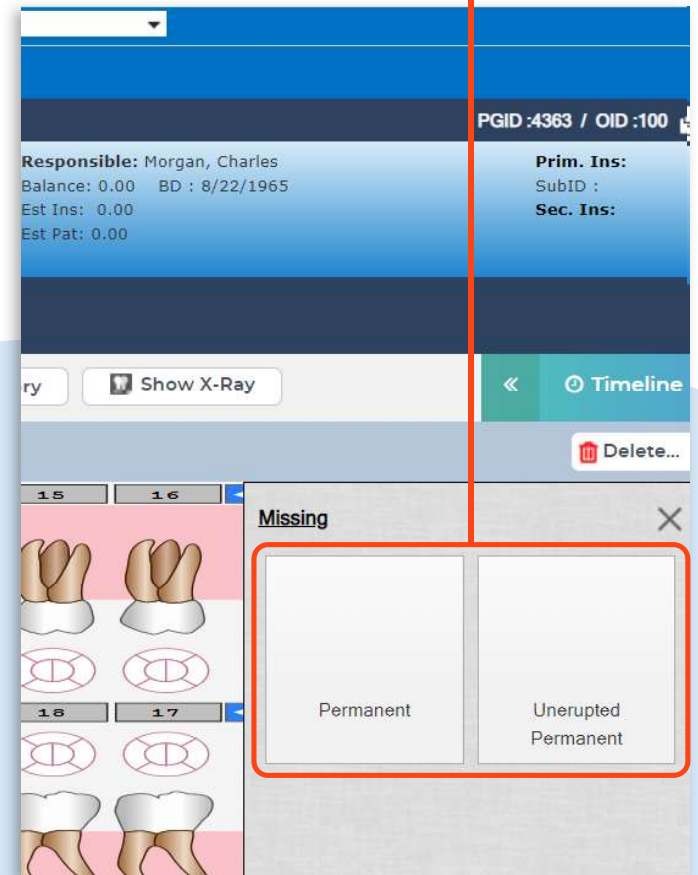 PGID :4363 / OID :100
Responsible: Morgan, Charles
Balance: 0.00 BD : 8/22/1965
Est Ins: 0.00
Est Pat: 0.00
Prim. Ins:
SubID :
Sec. Ins:
ry
Show X-Ray
«
Timeline
Delete...
15 16
Missing
Permanent
Unerupted
Permanent
18 17